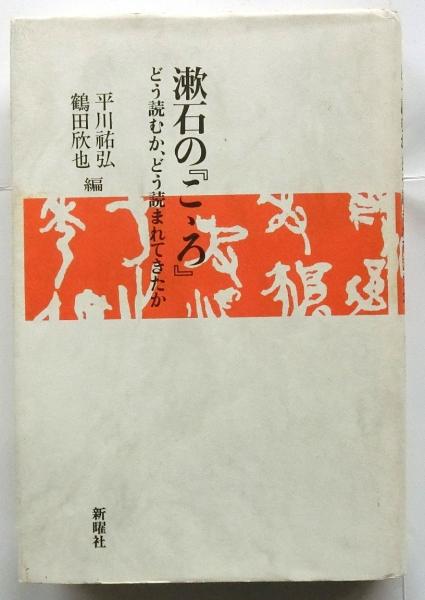 漱石の『こゝろ』
どう読むか、どう読まれてきたか
平川祐弘
鶴田欣也 編
新曜社